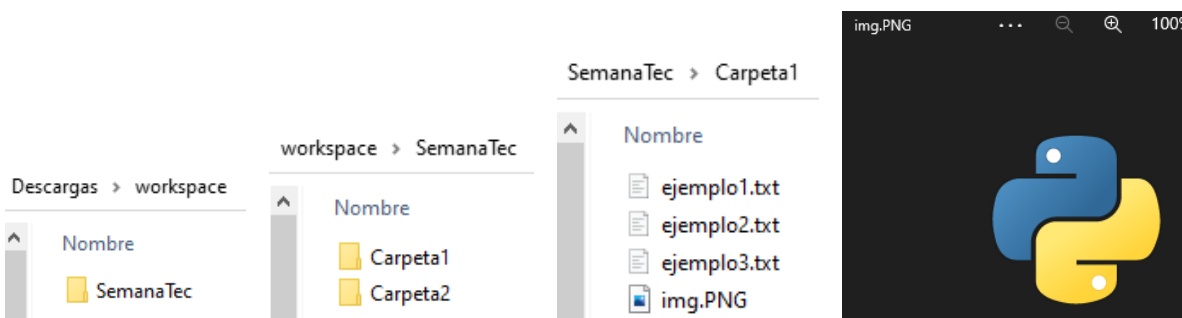 Descargas > workspace
Nombre
SemanaTec
workspace > SemanaTec
Nombre
Carpeta1
Carpeta2
SemanaTec > Carpeta1
Nombre
ejemplo1.txt
ejemplo2.txt
ejemplo3.txt
img.PNG
img.PNG ... 100%